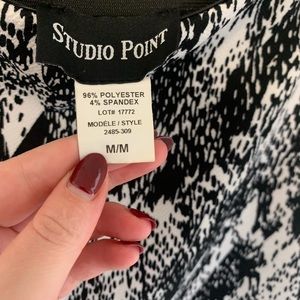 STUDIO POINT
96% POLYESTER
4% SPANDEX
LOT# 17772
MODÈLE / STYLE
2485-309
M/M